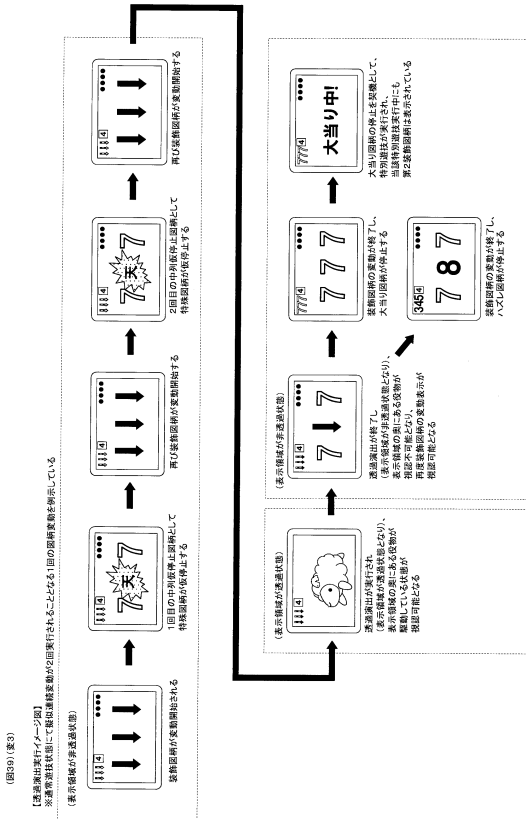 (図39)(変3)
【透過演出実行イメージ図】
※通常遊技状態にて擬似連続変動が2回実行されることとなる1回の図柄変動を例示している
(表示領域が非透過状態)
↓↓↓4
●●●●
装飾図柄が変動開始される
●●●●
7 天 7
1回目の中列仮停止図柄として
特殊図柄が仮停止する
↓↓↓4
●●●●
再び装飾図柄が変動開始する
●●●●
7 天 7
2回目の中列仮停止図柄として
特殊図柄が仮停止する
●●●●
再び装飾図柄が変動開始する
(表示領域が透過状態)
↓↓↓4
透過演出が実行され
(表示領域が透過状態となり)、
表示領域の奥にある役物が
駆動している状態が
視認可能となる
(表示領域が非透過状態)
↓↓↓4
●●●●
7 ↓ 7
透過演出が終了し
(表示領域が非透過状態となり)、
表示領域の奥にある役物が
視認不可能となり、
再度装飾図柄の変動表示が
視認可能となる
7774
●●●●
7 7 7
装飾図柄の変動が終了し、
大当り図柄が停止する
3454
●●●●
7 8 7
装飾図柄の変動が終了し、
ハズレ図柄が停止する
7774
●●●●
大当り中!
大当り図柄の停止を契機として、
特別遊技が実行され、
当該特別遊技実行中にも
第2装飾図柄は表示されている